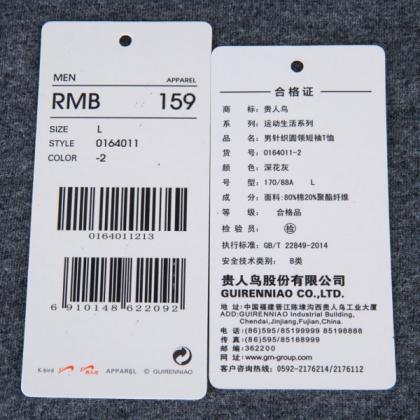 MEN
APPAREL
RMB 159
SIZE L
STYLE 0164011
COLOR -2
0164011213
6 910148 622092
K-bird 贵人鸟 APPAREL © GUIRENNIAO
合格证
商 标: 贵人鸟
系 列: 运动生活系列
品 名: 男针织圆领短袖T恤
货 号: 0164011-2
颜 色: 深花灰
号 型: 170/88A L
成 分: 面料: 80%棉20%聚酯纤维
等 级: 合格品
检 验 员: 检
执行标准: GB/T 22849-2014
安全技术类别: B类
贵人鸟股份有限公司
GUIRENNIAO CO.,LTD.
地 址: 中国福建晋江陈埭沟西贵人鸟工业大厦
ADD: GUIRENNIAO Industrial Building,
Chendai,Jinjiang,Fujian,China.
电 话: (86)595/85199999 85198888
传 真: (86)595/85188999
邮 编: 362200
网 址: www.grn-group.com
客户咨询热线: 0592-2176214/2176112